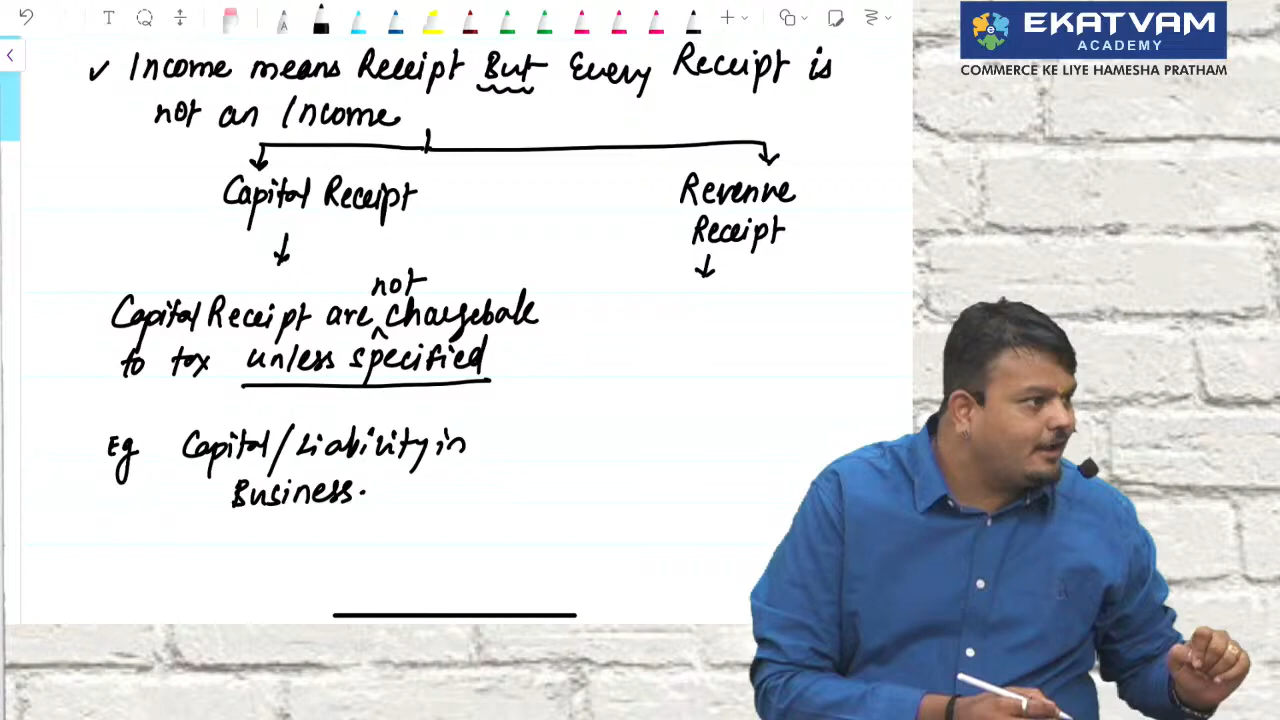 T
EKATVAM
ACADEMY
COMMERCE KE LIYE HAMESHA PRATHAM
✓ Income means Receipt But Every Receipt is
not an Income
Capital Receipt
Revenue
Receipt
not
Capital Receipt are ^ chargebale
to tax unless specified
Eg Capital/Liability in
Business.